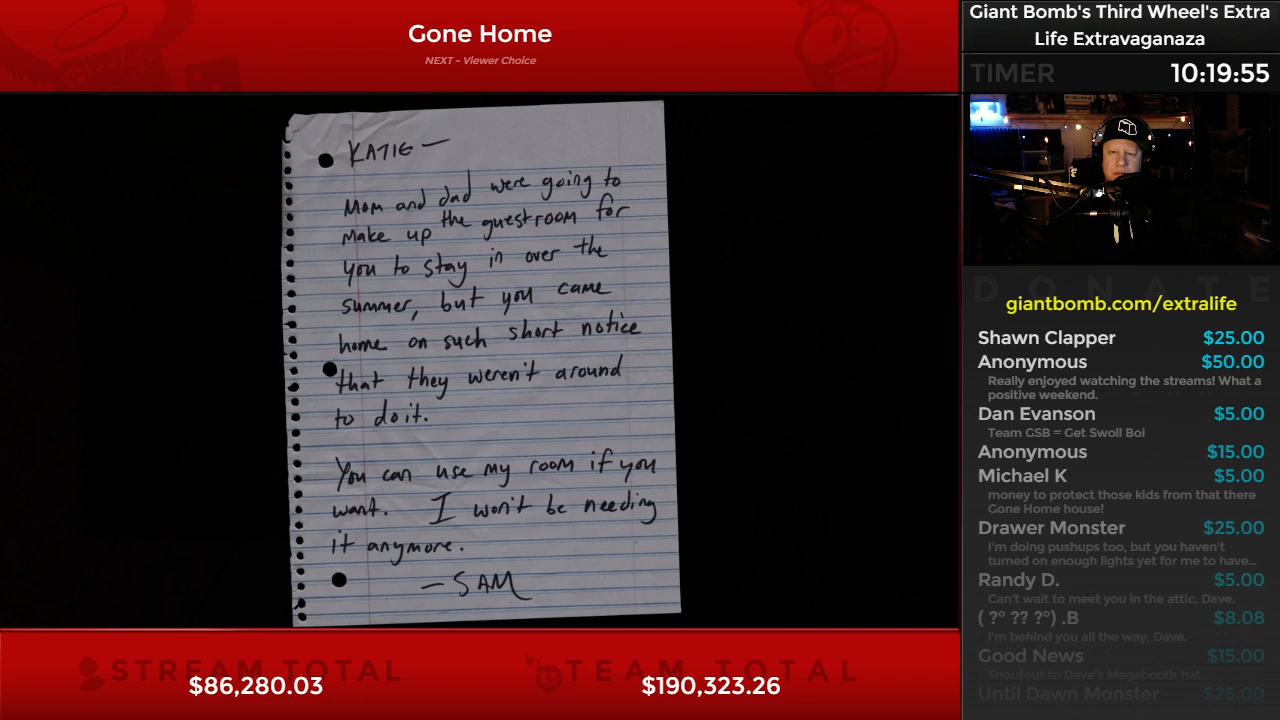 Gone Home
NEXT - Viewer Choice
KATIE —
Mom and dad were going to
make up the guestroom for
you to stay in over the
summer, but you came
home on such short notice
that they weren't around
to do it.
You can use my room if you
want. I won't be needing
it anymore.
— SAM
STREAM TOTAL
$86,280.03
TEAM TOTAL
$190,323.26
Giant Bomb's Third Wheel's Extra
Life Extravaganaza
TIMER
10:19:55
DONATE
giantbomb.com/extralife
Shawn Clapper $25.00
Anonymous $50.00
Really enjoyed watching the streams! What a
positive weekend.
Dan Evanson $5.00
Team GSB = Get Swoll Boi
Anonymous $15.00
Michael K $5.00
money to protect those kids from that there
Gone Home house!
Drawer Monster $25.00
I'm doing pushups too, but you haven't
turned on enough lights yet for me to have...
Randy D. $5.00
Can't wait to meet you in the attic, Dave.
( ?° ?? ?°) .B $8.08
I'm behind you all the way, Dave.
Good News $15.00
Shoutout to Dave's Megabooth hat.
Until Dawn Monster $25.00